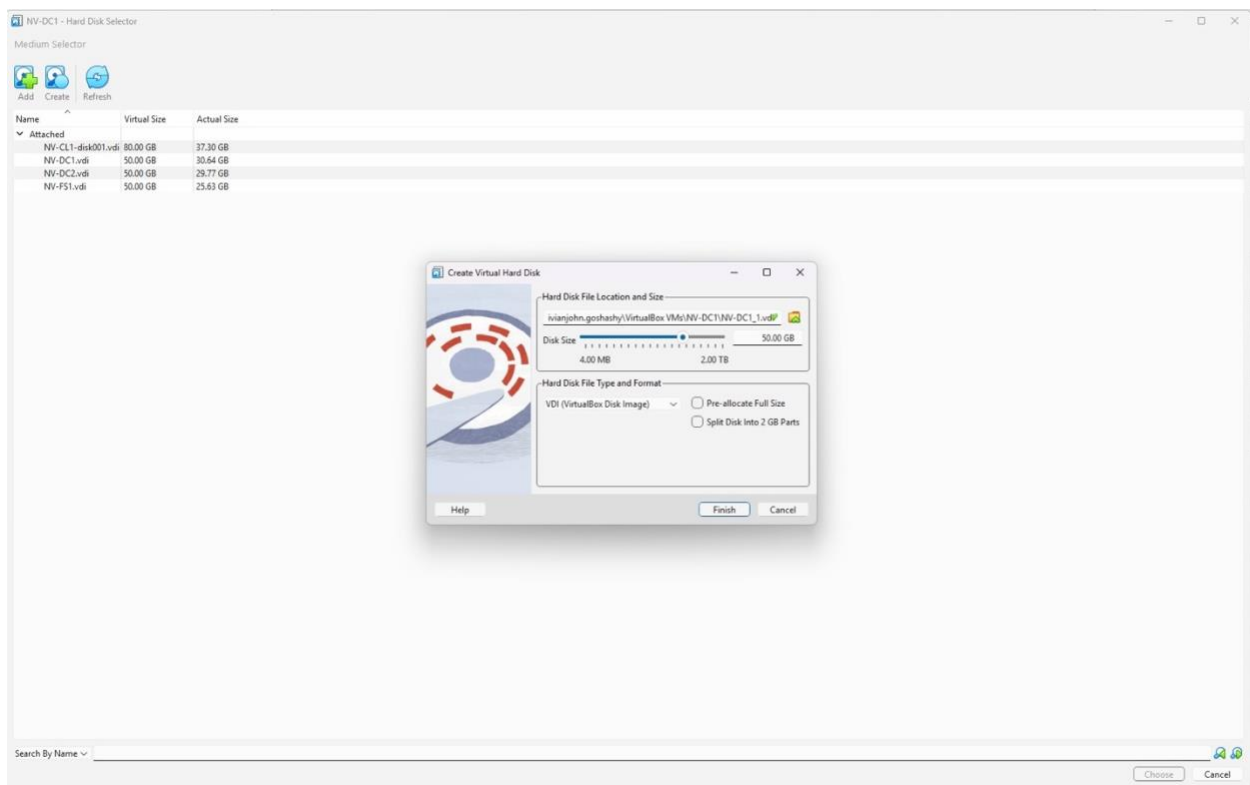 NV-DC1 - Hard Disk Selector
Medium Selector
Add Create Refresh
Name Virtual Size Actual Size
Attached
NV-CL1-disk001.vdi 80.00 GB 37.30 GB
NV-DC1.vdi 50.00 GB 30.64 GB
NV-DC2.vdi 50.00 GB 29.77 GB
NV-FS1.vdi 50.00 GB 25.63 GB
Create Virtual Hard Disk
Hard Disk File Location and Size
ivianjohn.goshashy\VirtualBox VMs\NV-DC1\NV-DC1_1.vdi
Disk Size 50.00 GB
4.00 MB 2.00 TB
Hard Disk File Type and Format
VDI (VirtualBox Disk Image) Pre-allocate Full Size
Split Disk Into 2 GB Parts
Help Finish Cancel
Search By Name
Choose Cancel